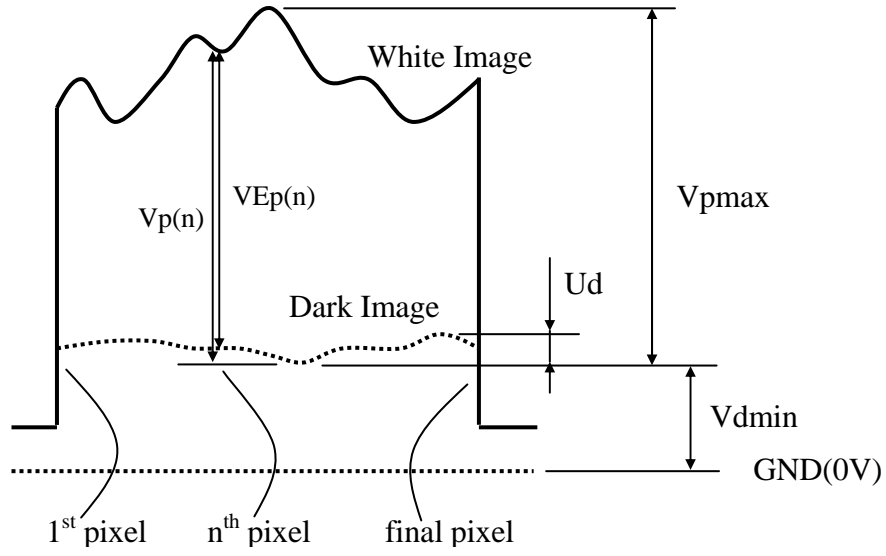 White Image
VEp(n)
Vp(n)
Vpmax
Ud
Dark Image
Vdmin
GND(0V)
1st pixel
nth pixel
final pixel